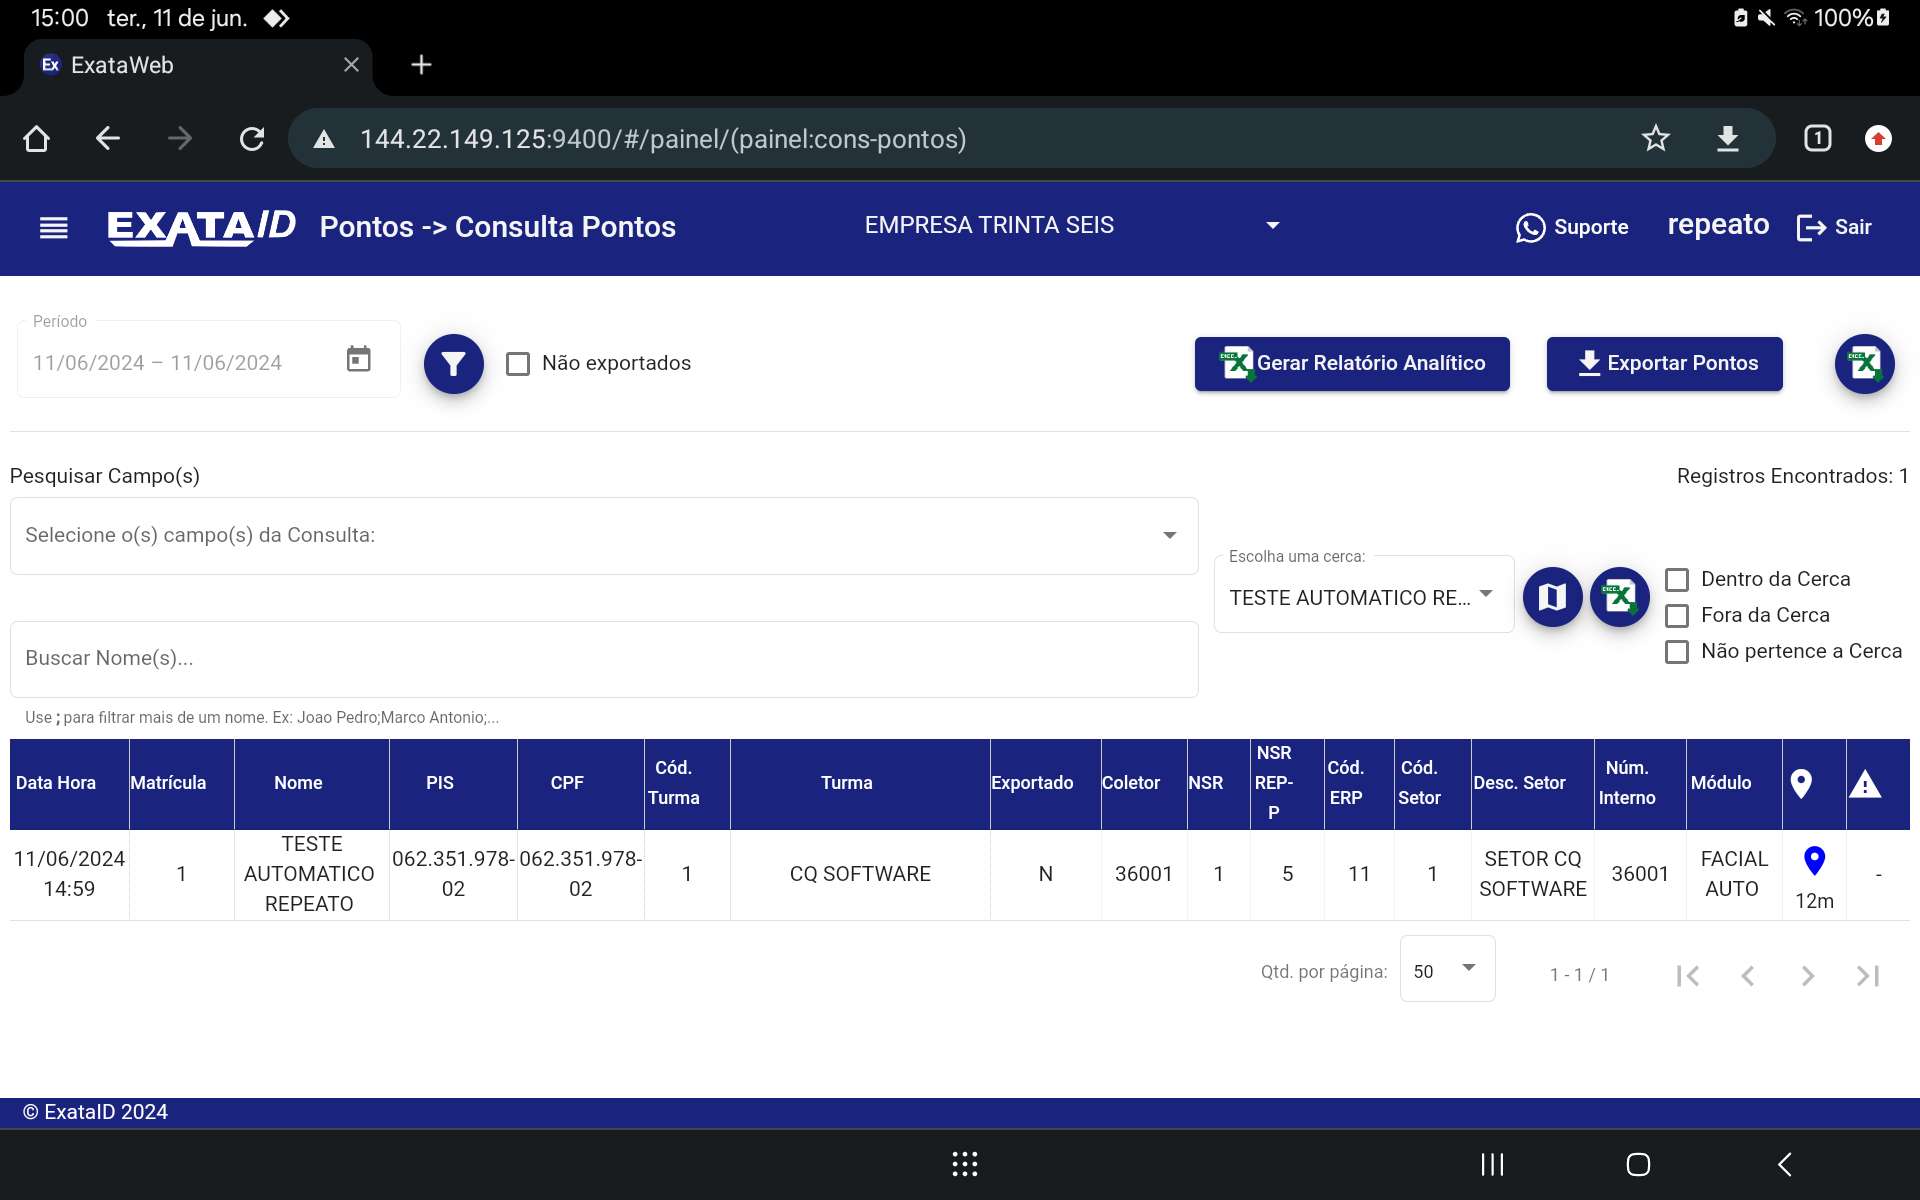 15:00 ter., 11 de jun.
100%
Ex ExataWeb
144.22.149.125:9400/#/painel/(painel:cons-pontos)
1
EXATAID Pontos -> Consulta Pontos EMPRESA TRINTA SEIS Suporte repeato Sair
Período
11/06/2024 – 11/06/2024
Não exportados
Gerar Relatório Analítico
Exportar Pontos
Pesquisar Campo(s)
Registros Encontrados: 1
Selecione o(s) campo(s) da Consulta:
Escolha uma cerca:
TESTE AUTOMATICO RE...
Dentro da Cerca
Fora da Cerca
Não pertence a Cerca
Buscar Nome(s)...
Use ; para filtrar mais de um nome. Ex: Joao Pedro;Marco Antonio;...
Data Hora
Matrícula
Nome
PIS
CPF
Cód.
Turma
Turma
Exportado
Coletor
NSR
NSR
REP-
P
Cód.
ERP
Cód.
Setor
Desc. Setor
Núm.
Interno
Módulo
11/06/2024
14:59
1
TESTE
AUTOMATICO
REPEATO
062.351.978-
02
062.351.978-
02
1
CQ SOFTWARE
N
36001
1
5
11
1
SETOR CQ
SOFTWARE
36001
FACIAL
AUTO
12m
-
Qtd. por página: 50
1 - 1 / 1
© ExataID 2024